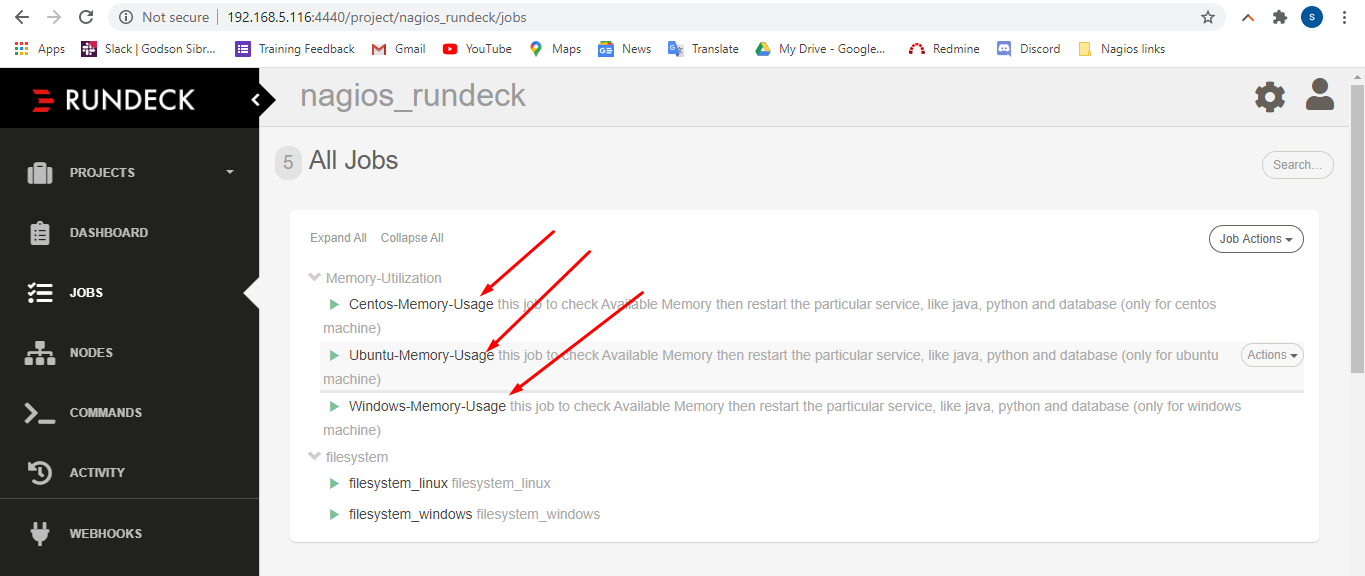 Not secure | 192.168.5.116:4440/project/nagios_rundeck/jobs
S
Apps Slack | Godson Sibr... Training Feedback Gmail YouTube Maps News Translate My Drive - Google... Redmine Discord Nagios links
RUNDECK
nagios_rundeck
PROJECTS
DASHBOARD
JOBS
NODES
COMMANDS
ACTIVITY
WEBHOOKS
5 All Jobs
Search...
Expand All Collapse All
Job Actions
Memory-Utilization
Centos-Memory-Usage this job to check Available Memory then restart the particular service, like java, python and database (only for centos
machine)
Ubuntu-Memory-Usage this job to check Available Memory then restart the particular service, like java, python and database (only for ubuntu
machine)
Actions
Windows-Memory-Usage this job to check Available Memory then restart the particular service, like java, python and database (only for windows
machine)
filesystem
filesystem_linux filesystem_linux
filesystem_windows filesystem_windows